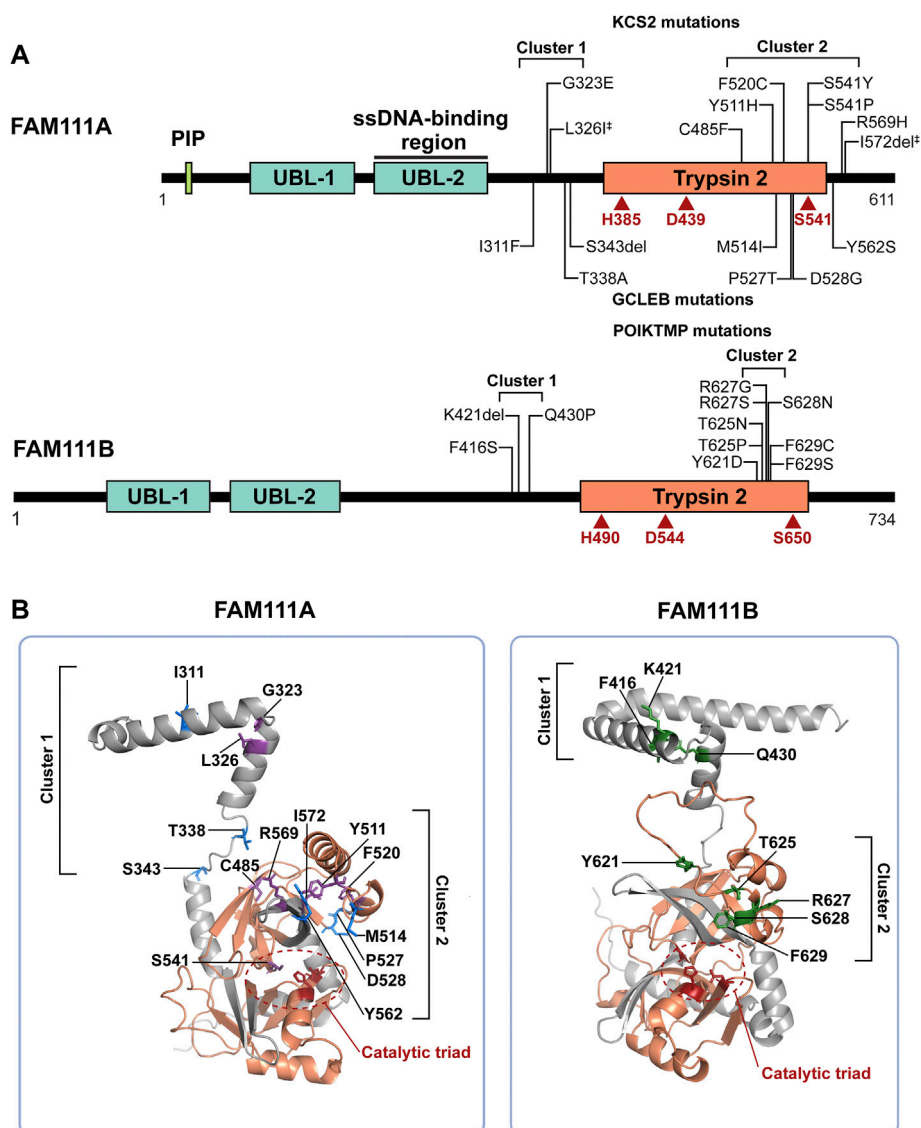 KCS2 mutations
A
Cluster 1
Cluster 2
G323E
F520C
S541Y
FAM111A
PIP
ssDNA-binding
region
L326I‡
Y511H
S541P
C485F
R569H
I572del‡
UBL-1
UBL-2
Trypsin 2
1
611
H385
D439
S541
I311F
S343del
M514I
Y562S
T338A
P527T
D528G
GCLEB mutations
POIKTMP mutations
Cluster 2
Cluster 1
R627G
R627S
S628N
K421del
Q430P
T625N
FAM111B
F416S
T625P
F629C
Y621D
F629S
UBL-1
UBL-2
Trypsin 2
1
734
H490
D544
S650
B
FAM111A
FAM111B
Cluster 1
I311
G323
L326
T338
R569
I572
Y511
S343
C485
F520
Cluster 2
M514
S541
P527
D528
Y562
Catalytic triad
Cluster 1
K421
F416
Q430
T625
Y621
Cluster 2
R627
S628
F629
Catalytic triad